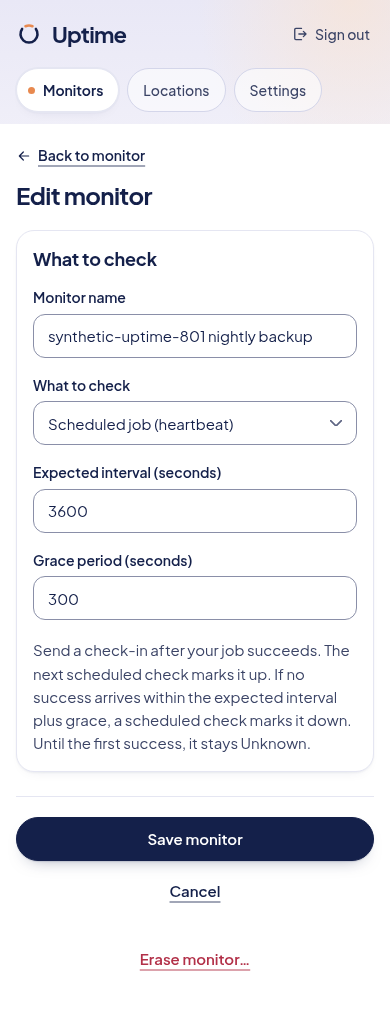 Uptime
Sign out
Monitors
Locations
Settings
Back to monitor
Edit monitor
What to check
Monitor name
synthetic-uptime-801 nightly backup
What to check
Scheduled job (heartbeat)
Expected interval (seconds)
3600
Grace period (seconds)
300
Send a check-in after your job succeeds. The
next scheduled check marks it up. If no
success arrives within the expected interval
plus grace, a scheduled check marks it down.
Until the first success, it stays Unknown.
Save monitor
Cancel
Erase monitor…